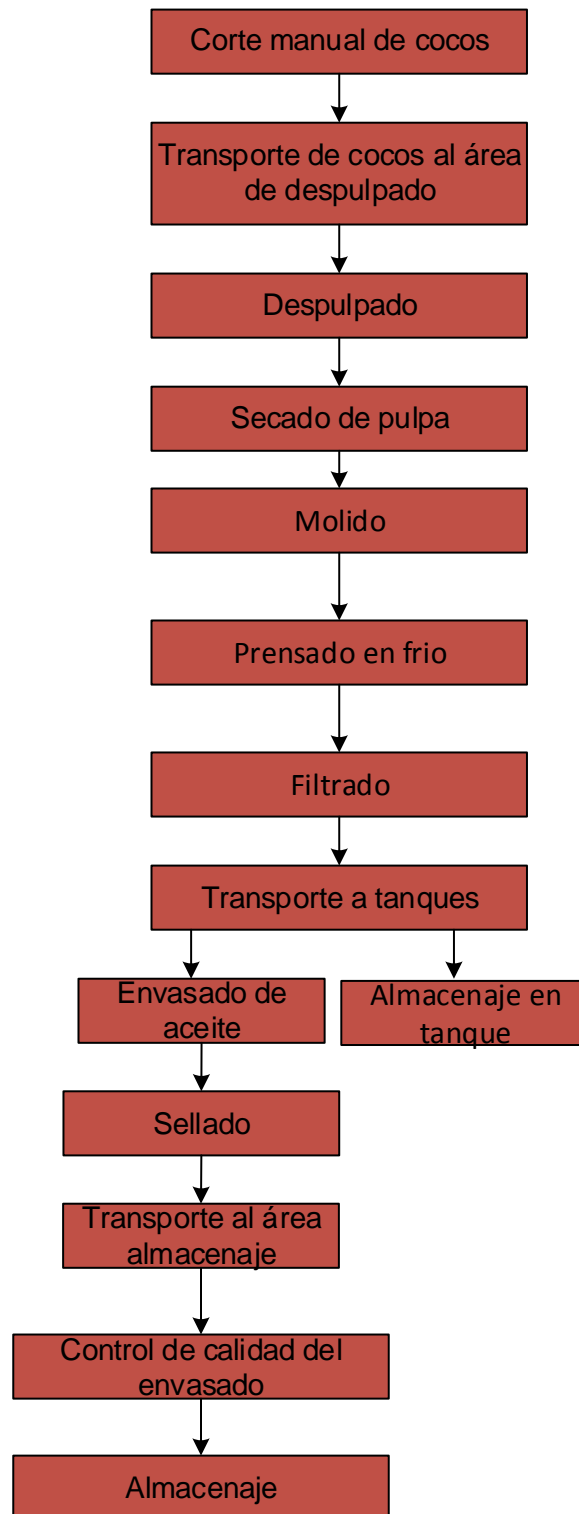 Corte manual de cocos
Transporte de cocos al área
de despulpado
Despulpado
Secado de pulpa
Molido
Prensado en frio
Filtrado
Transporte a tanques
Envasado de
aceite
Almacenaje en
tanque
Sellado
Transporte al área
almacenaje
Control de calidad del
envasado
Almacenaje